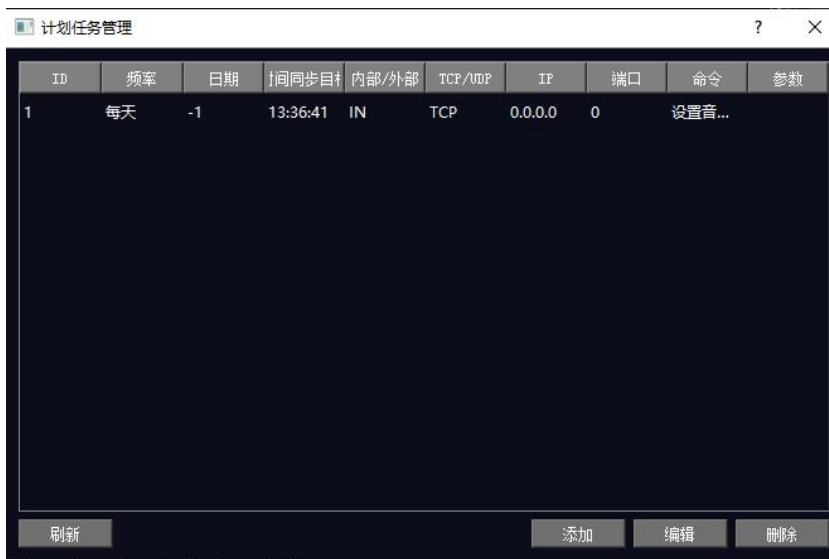 计划任务管理
ID 频率 日期 间同步目 内部/外部 TCP/UDP IP 端口 命令 参数
1 每天 -1 13:36:41 IN TCP 0.0.0.0 0 设置音...
刷新 添加 编辑 删除